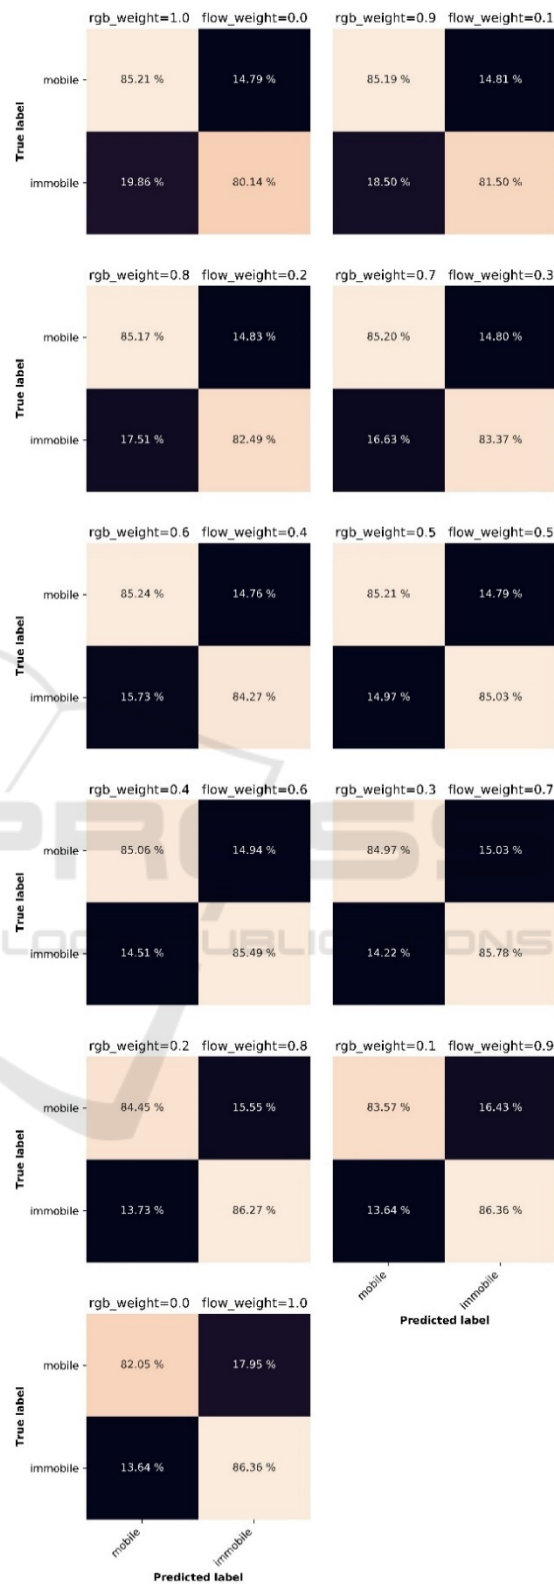 rgb_weight=1.0 flow_weight=0.0 rgb_weight=0.9 flow_weight=0.1
True label
mobile 85.21 % 14.79 % 85.19 % 14.81 %
immobile 19.86 % 80.14 % 18.50 % 81.50 %
rgb_weight=0.8 flow_weight=0.2 rgb_weight=0.7 flow_weight=0.3
True label
mobile 85.17 % 14.83 % 85.20 % 14.80 %
immobile 17.51 % 82.49 % 16.63 % 83.37 %
rgb_weight=0.6 flow_weight=0.4 rgb_weight=0.5 flow_weight=0.5
True label
mobile 85.24 % 14.76 % 85.21 % 14.79 %
immobile 15.73 % 84.27 % 14.97 % 85.03 %
rgb_weight=0.4 flow_weight=0.6 rgb_weight=0.3 flow_weight=0.7
True label
mobile 85.06 % 14.94 % 84.97 % 15.03 %
immobile 14.51 % 85.49 % 14.22 % 85.78 %
rgb_weight=0.2 flow_weight=0.8 rgb_weight=0.1 flow_weight=0.9
True label
mobile 84.45 % 15.55 % 83.57 % 16.43 %
immobile 13.73 % 86.27 % 13.64 % 86.36 %
mobile immobile
Predicted label
rgb_weight=0.0 flow_weight=1.0
True label
mobile 82.05 % 17.95 %
immobile 13.64 % 86.36 %
mobile immobile
Predicted label